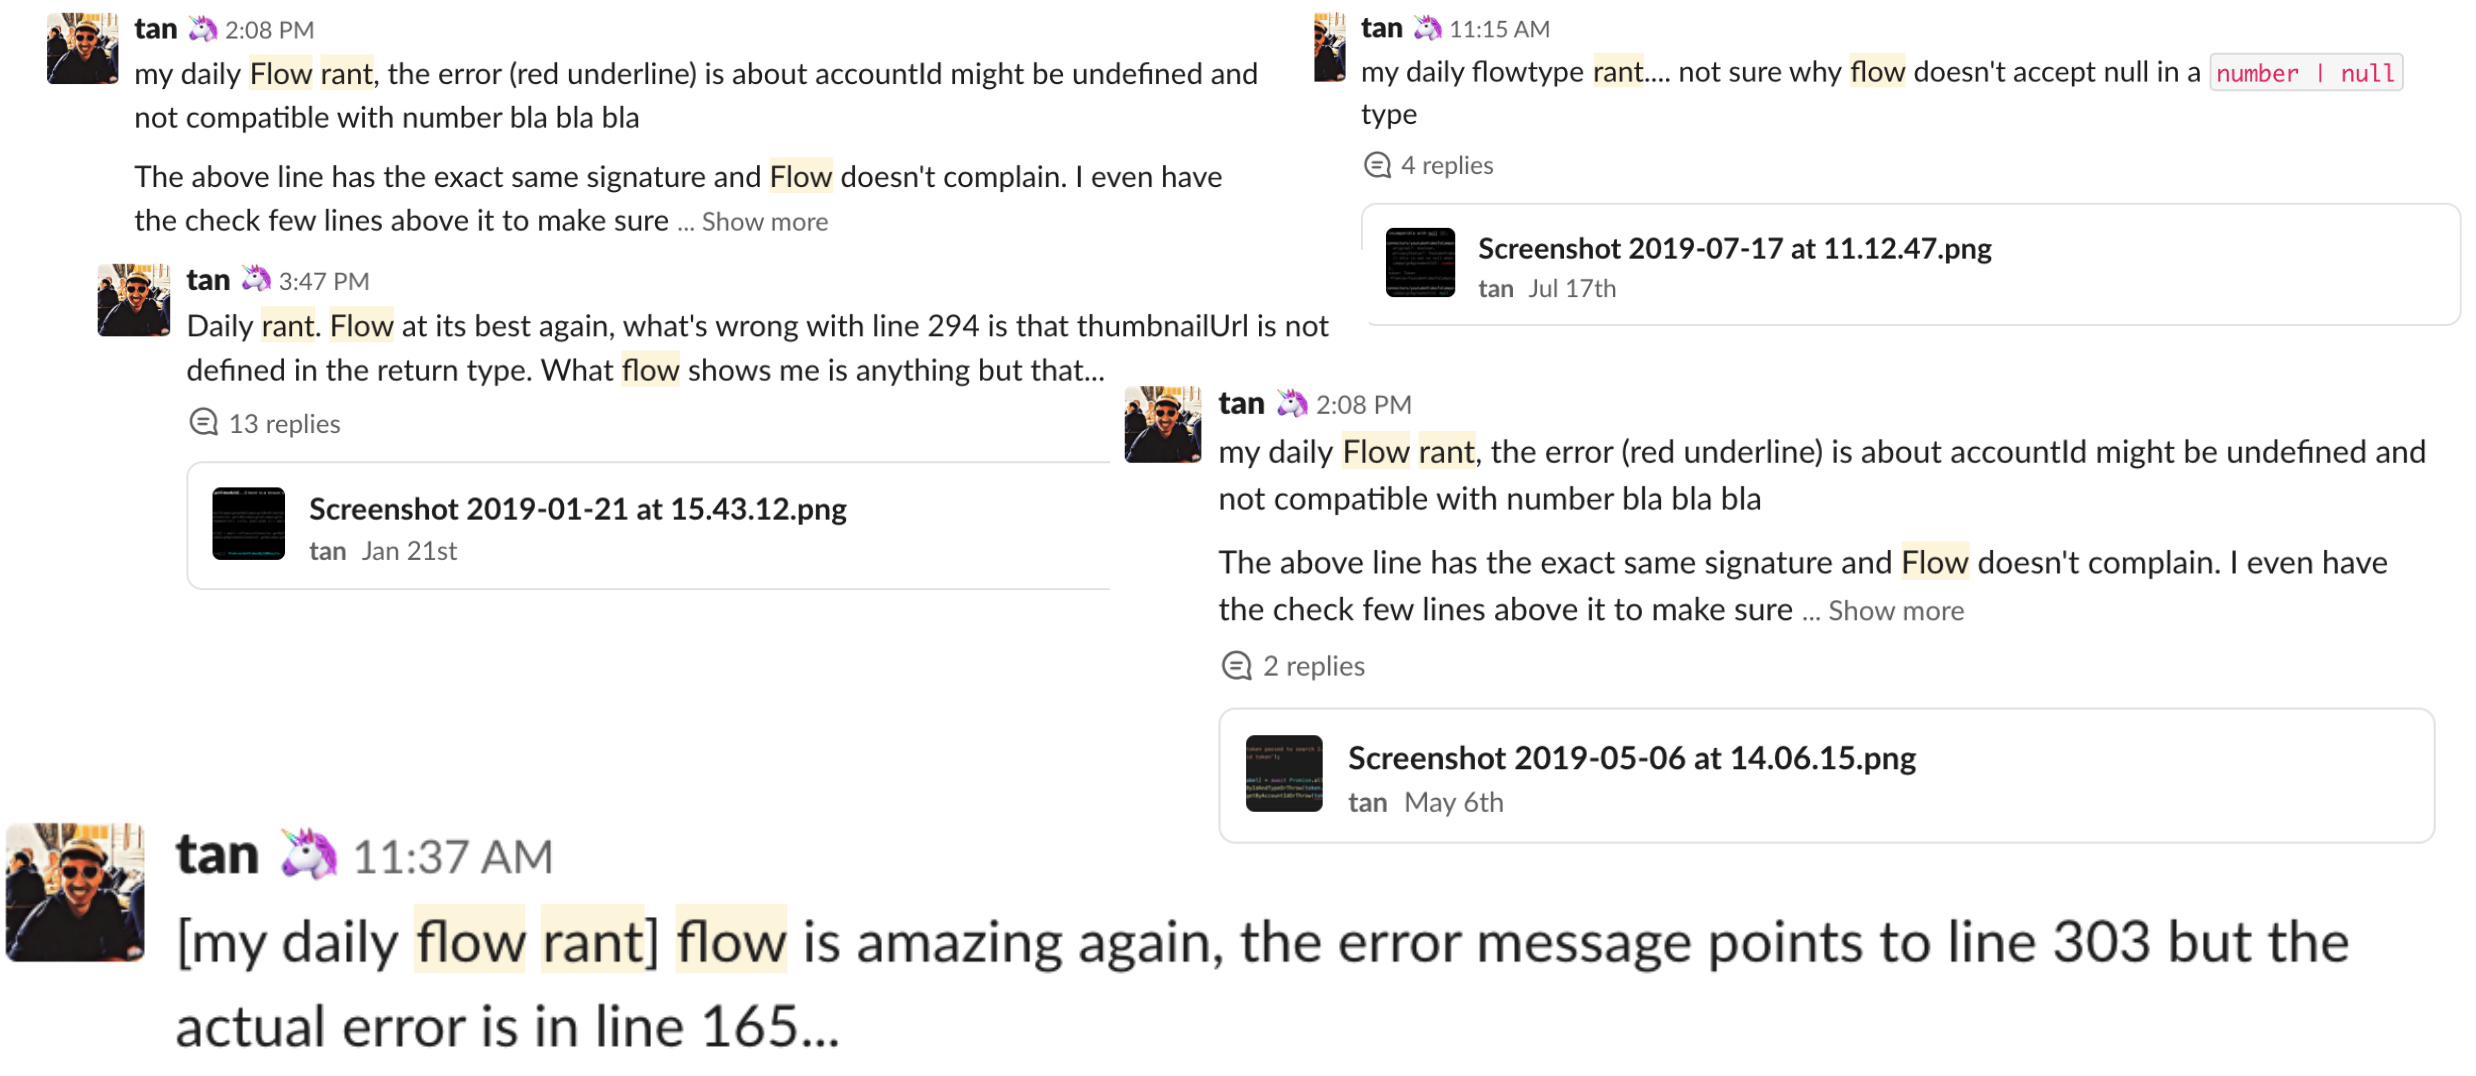 tan 2:08 PM
my daily Flow rant, the error (red underline) is about accountId might be undefined and
not compatible with number bla bla bla
The above line has the exact same signature and Flow doesn't complain. I even have
the check few lines above it to make sure ... Show more
tan 3:47 PM
Daily rant. Flow at its best again, what's wrong with line 294 is that thumbnailUrl is not
defined in the return type. What flow shows me is anything but that...
13 replies
Screenshot 2019-01-21 at 15.43.12.png
tan Jan 21st
tan 11:15 AM
my daily flowtype rant.... not sure why flow doesn't accept null in a number | null
type
4 replies
Screenshot 2019-07-17 at 11.12.47.png
tan Jul 17th
tan 2:08 PM
my daily Flow rant, the error (red underline) is about accountId might be undefined and
not compatible with number bla bla bla
The above line has the exact same signature and Flow doesn't complain. I even have
the check few lines above it to make sure ... Show more
2 replies
Screenshot 2019-05-06 at 14.06.15.png
tan May 6th
tan 11:37 AM
[my daily flow rant] flow is amazing again, the error message points to line 303 but the
actual error is in line 165...